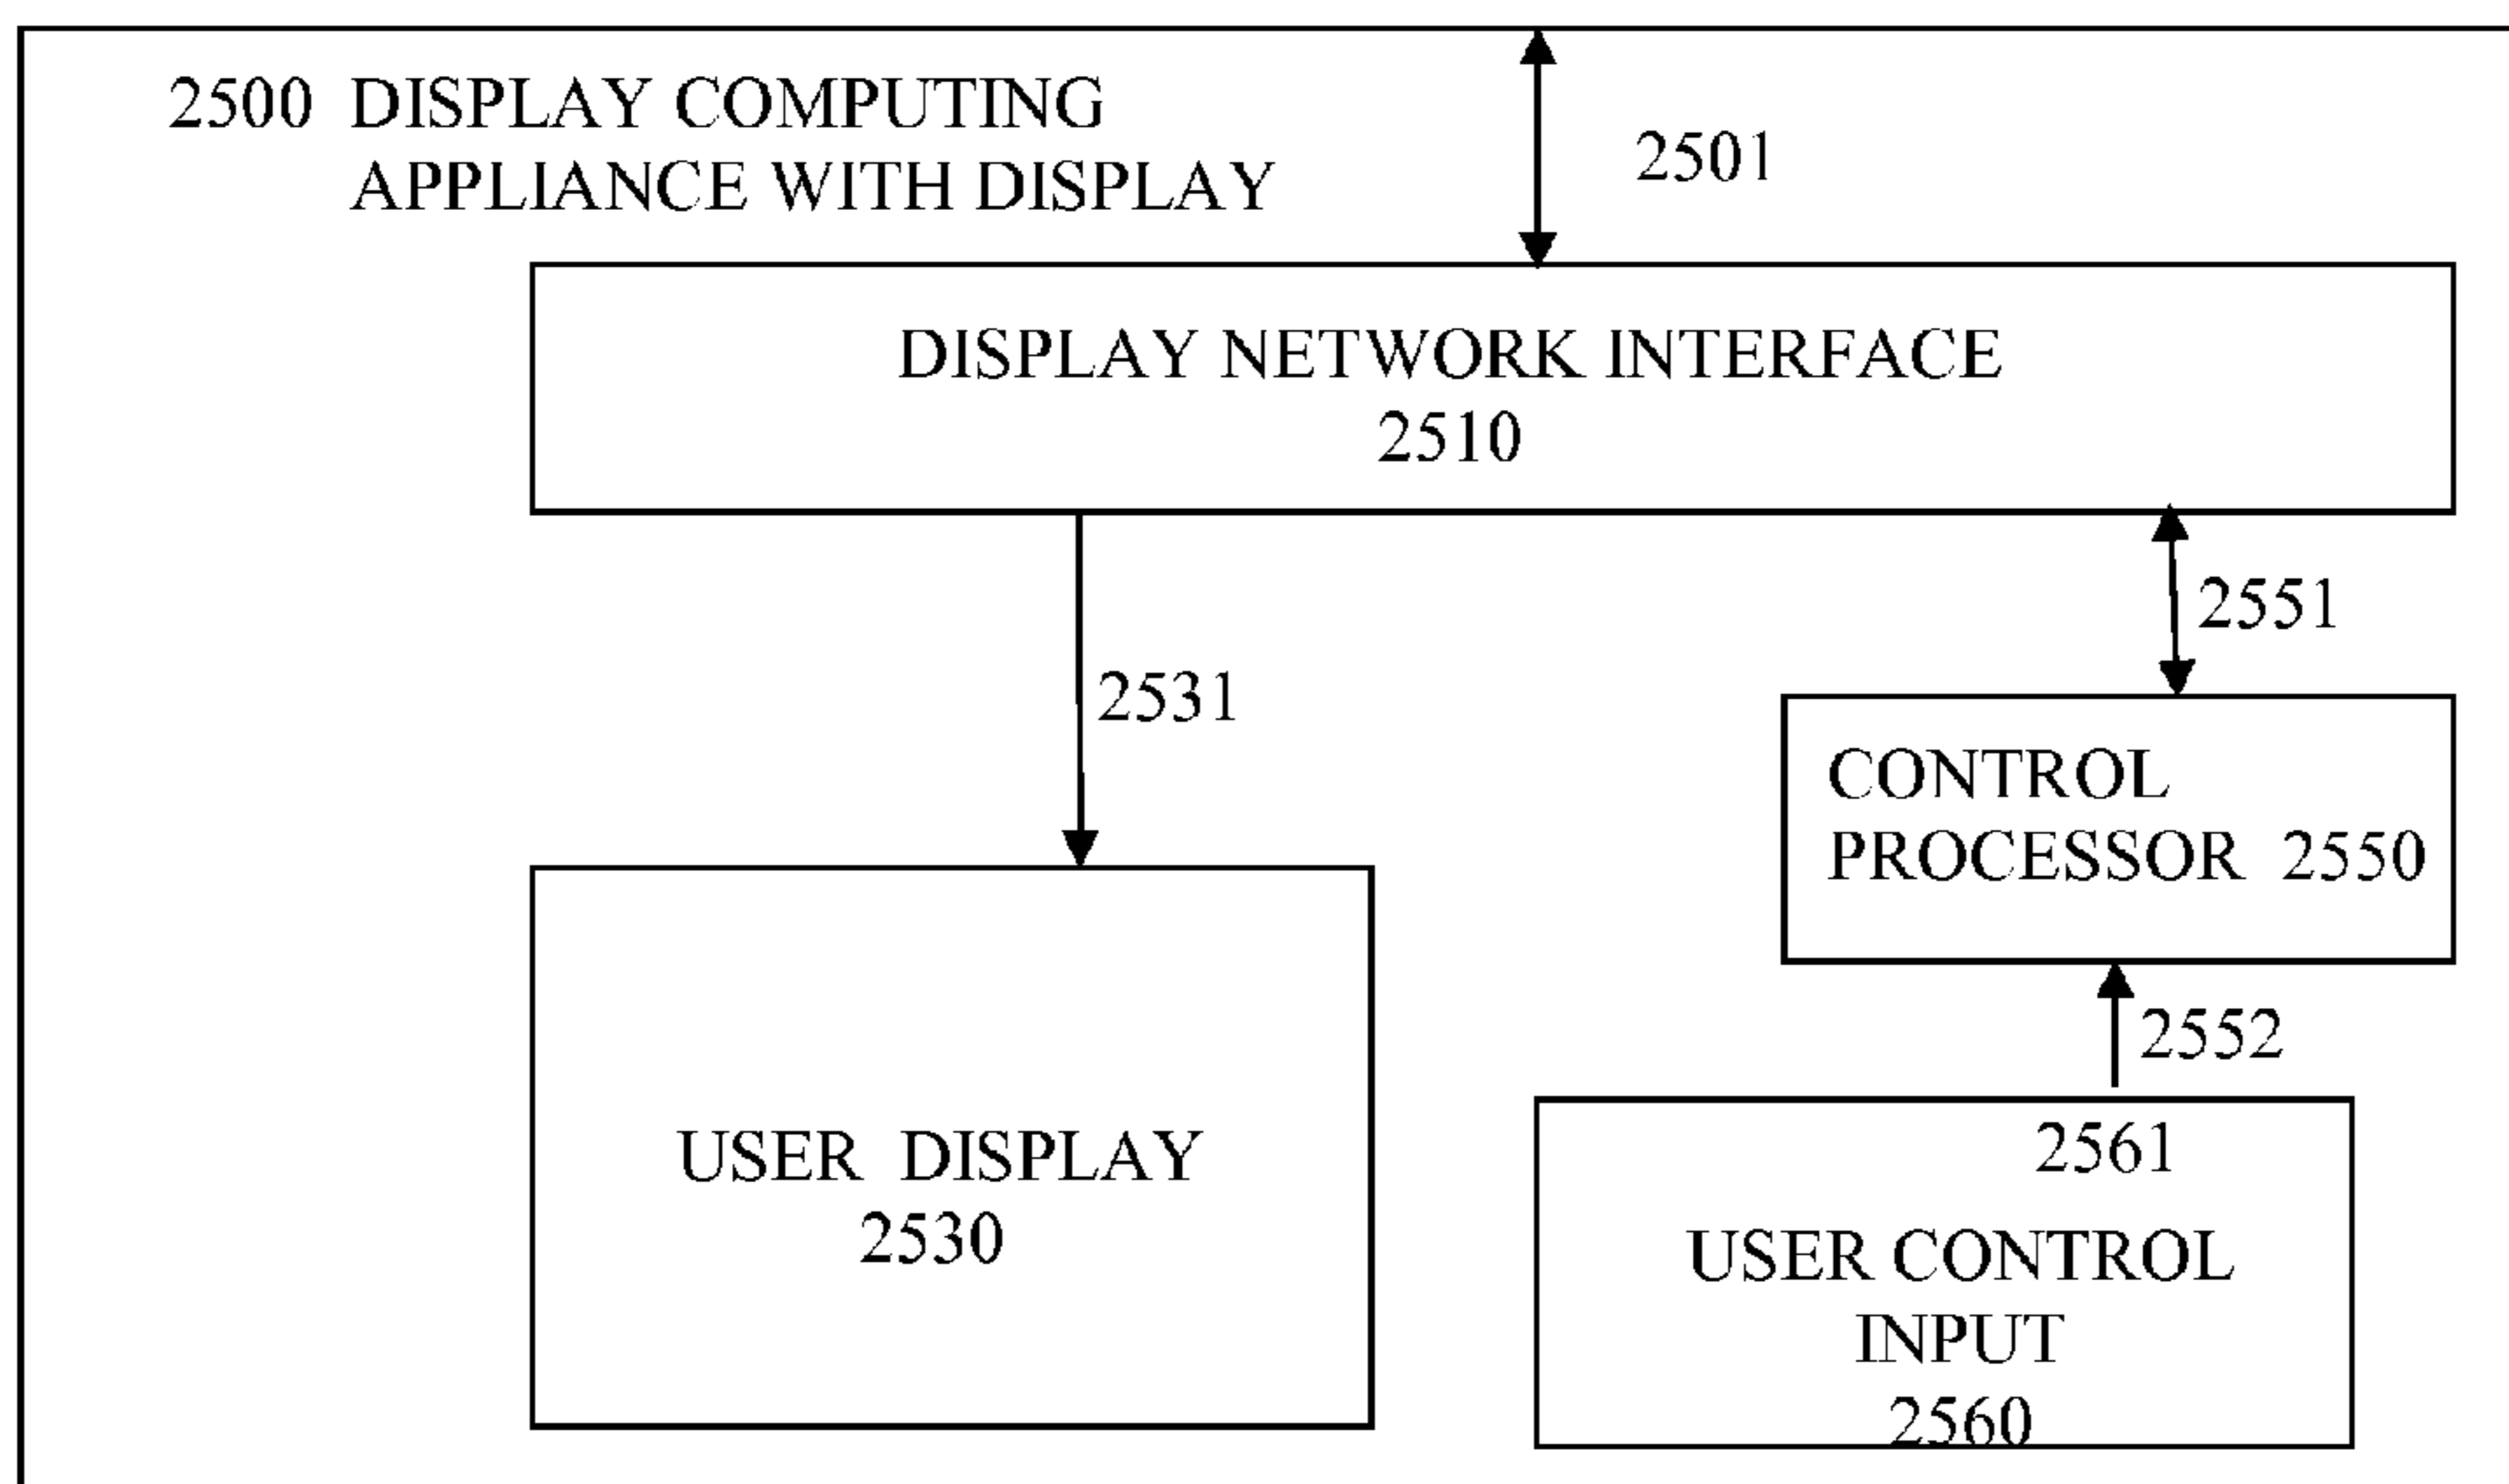 2500 DISPLAY COMPUTING
APPLIANCE WITH DISPLAY
2501
DISPLAY NETWORK INTERFACE
2510
2551
2531
CONTROL
PROCESSOR 2550
2552
2561
USER DISPLAY
2530
USER CONTROL
INPUT
2560